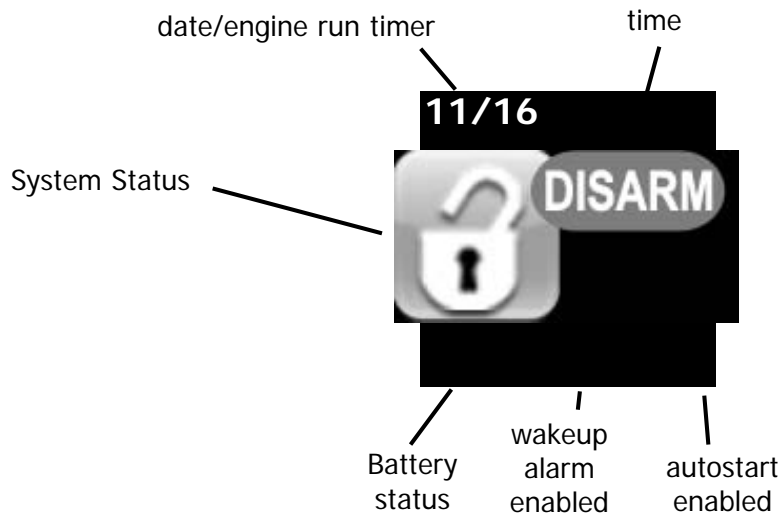 date/engine run timer
time
11/16
System Status
DISARM
Battery
status
wakeup
alarm
enabled
autostart
enabled